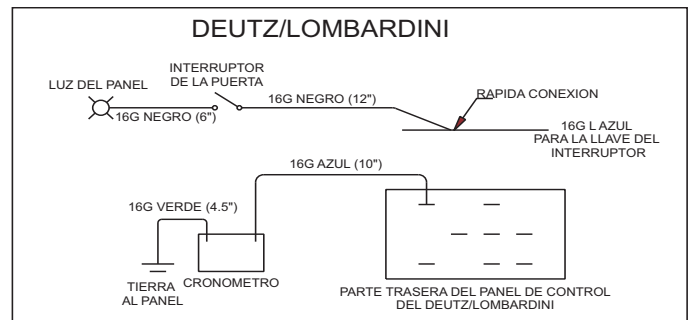 DEUTZ/LOMBARDINI
INTERRUPTOR
DE LA PUERTA
LUZ DEL PANEL
RAPIDA CONEXION
16G NEGRO (12")
16G NEGRO (6")
16G L AZUL
PARA LA LLAVE DEL
INTERRUPTOR
16G AZUL (10")
16G VERDE (4.5")
TIERRA
AL PANEL
CRONOMETRO
PARTE TRASERA DEL PANEL DE CONTROL
DEL DEUTZ/LOMBARDINI